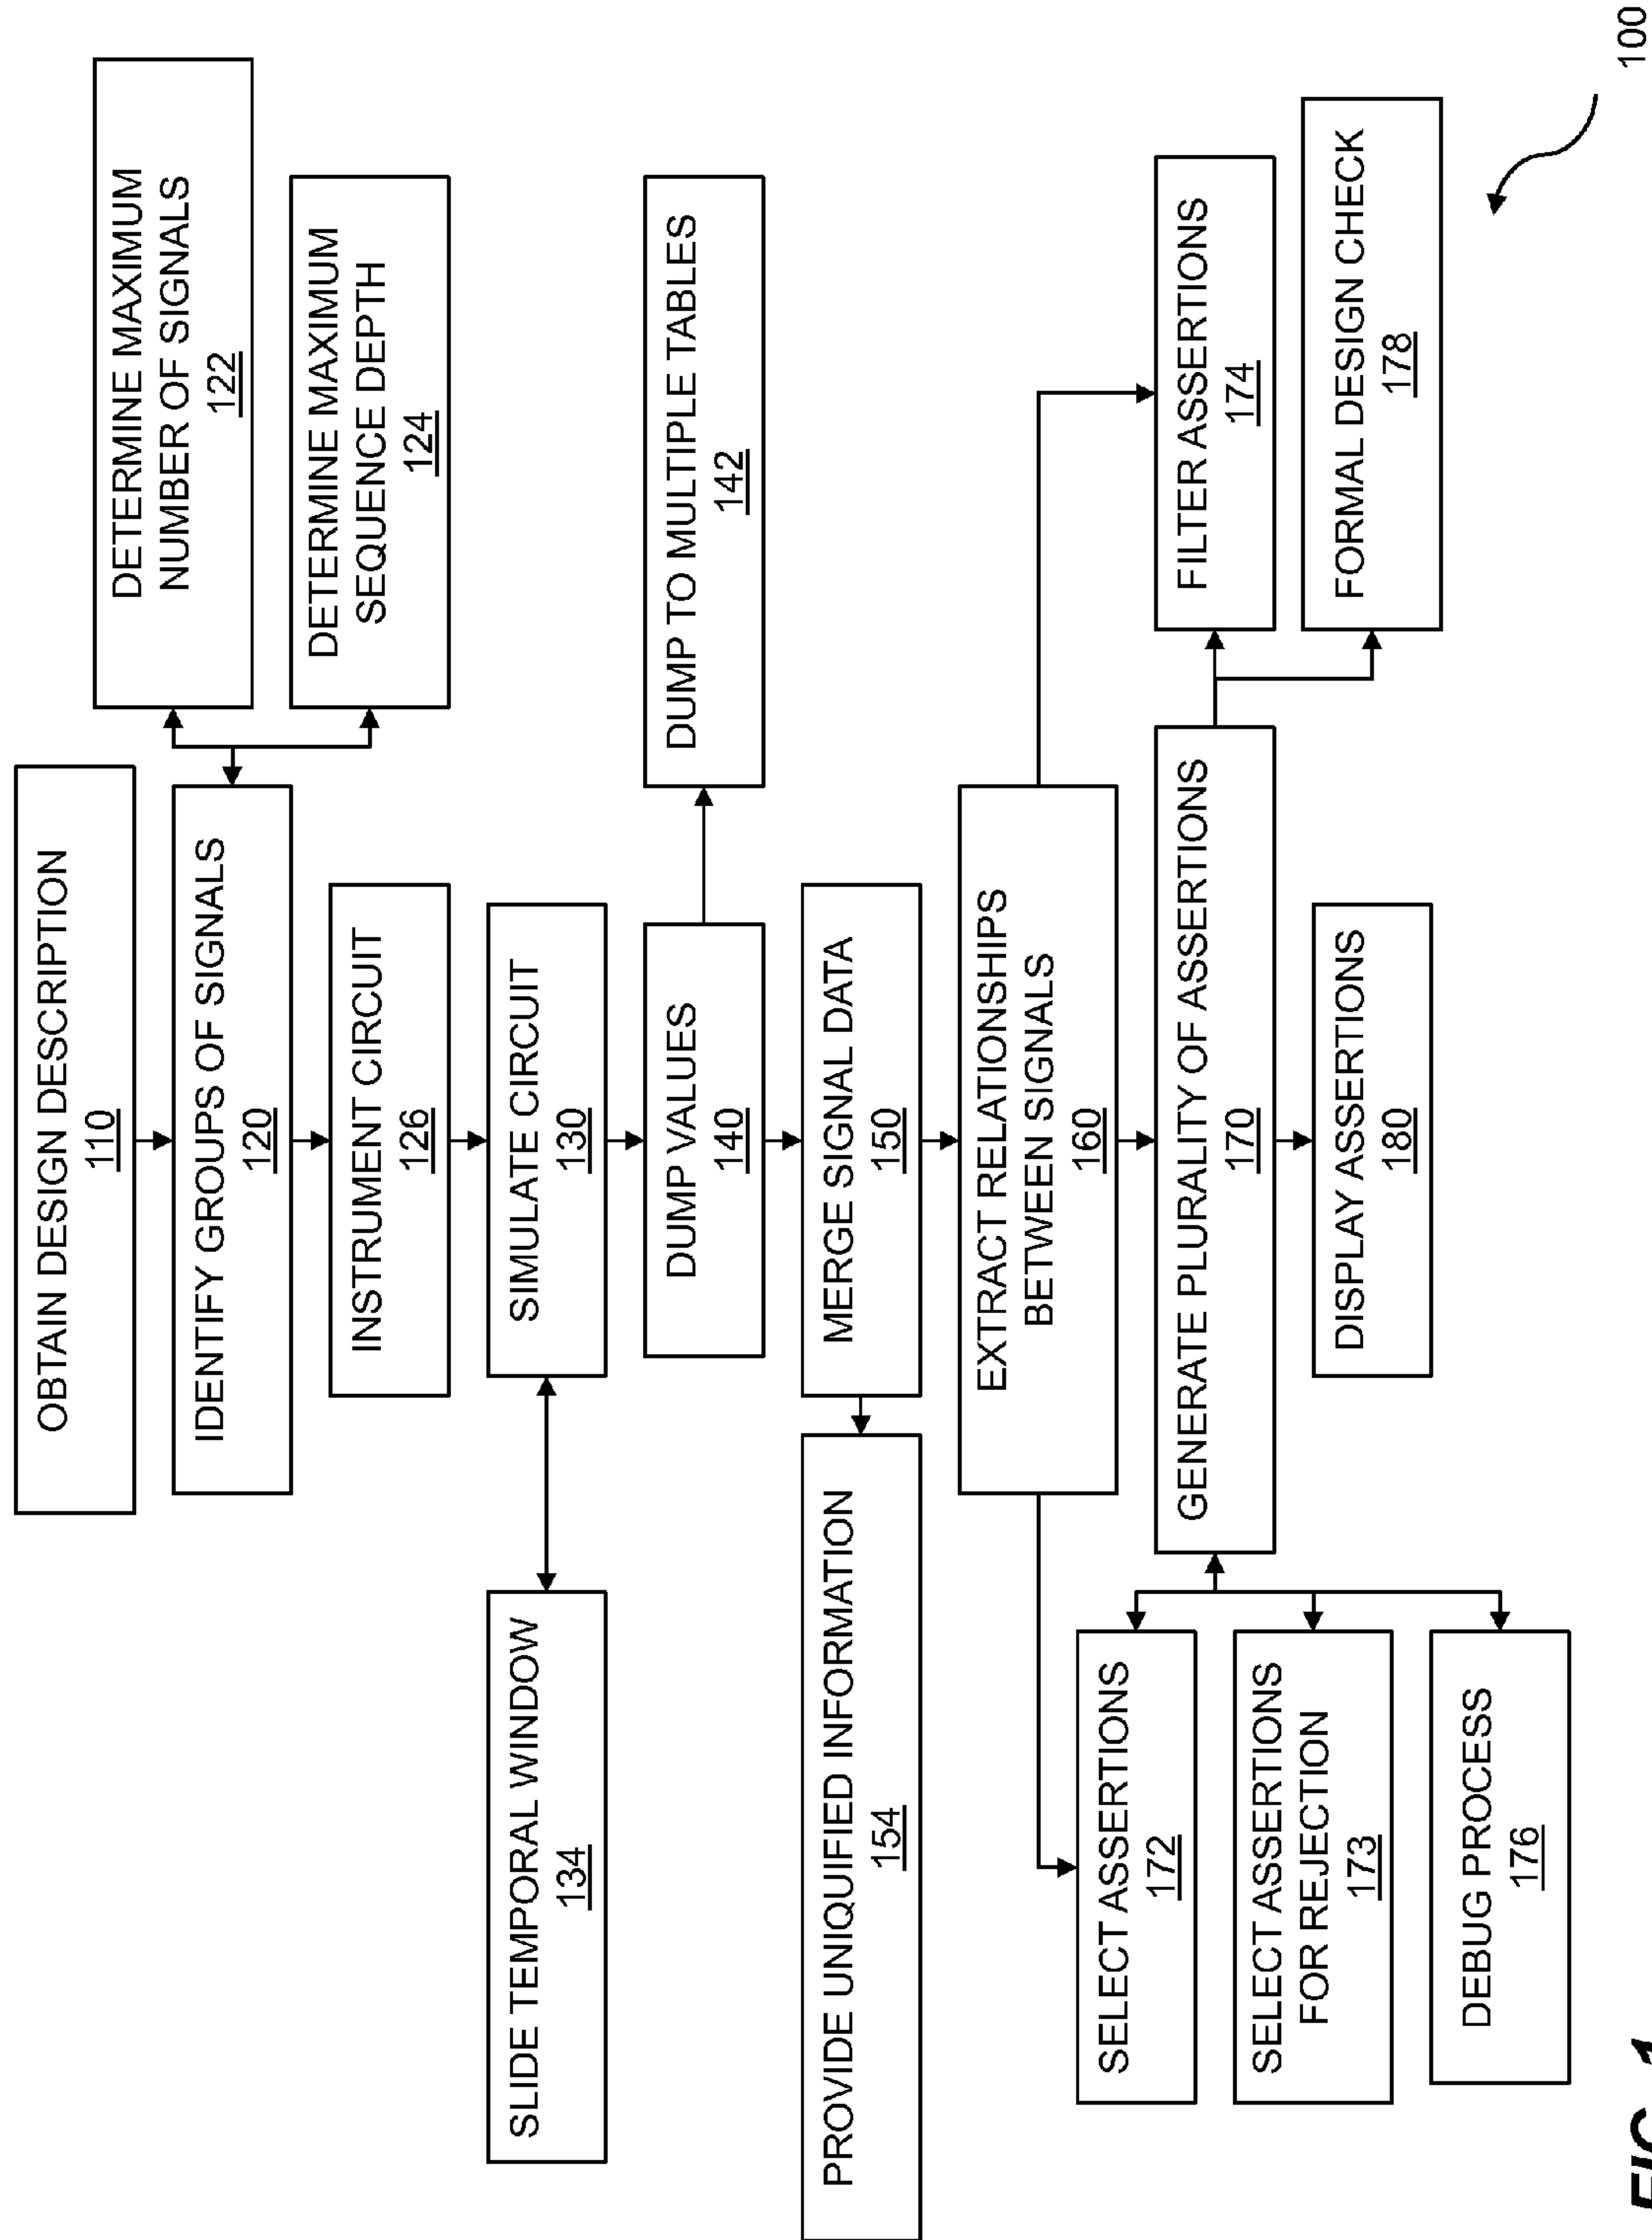 OBTAIN DESIGN DESCRIPTION
110
IDENTIFY GROUPS OF SIGNALS
120
DETERMINE MAXIMUM
NUMBER OF SIGNALS
122
DETERMINE MAXIMUM
SEQUENCE DEPTH
124
INSTRUMENT CIRCUIT
126
SLIDE TEMPORAL WINDOW
134
SIMULATE CIRCUIT
130
DUMP VALUES
140
DUMP TO MULTIPLE TABLES
142
PROVIDE UNIQUIFIED INFORMATION
154
MERGE SIGNAL DATA
150
EXTRACT RELATIONSHIPS
BETWEEN SIGNALS
160
SELECT ASSERTIONS
172
GENERATE PLURALITY OF ASSERTIONS
170
FILTER ASSERTIONS
174
SELECT ASSERTIONS
FOR REJECTION
173
DISPLAY ASSERTIONS
180
FORMAL DESIGN CHECK
178
DEBUG PROCESS
176
100
FIG. 1